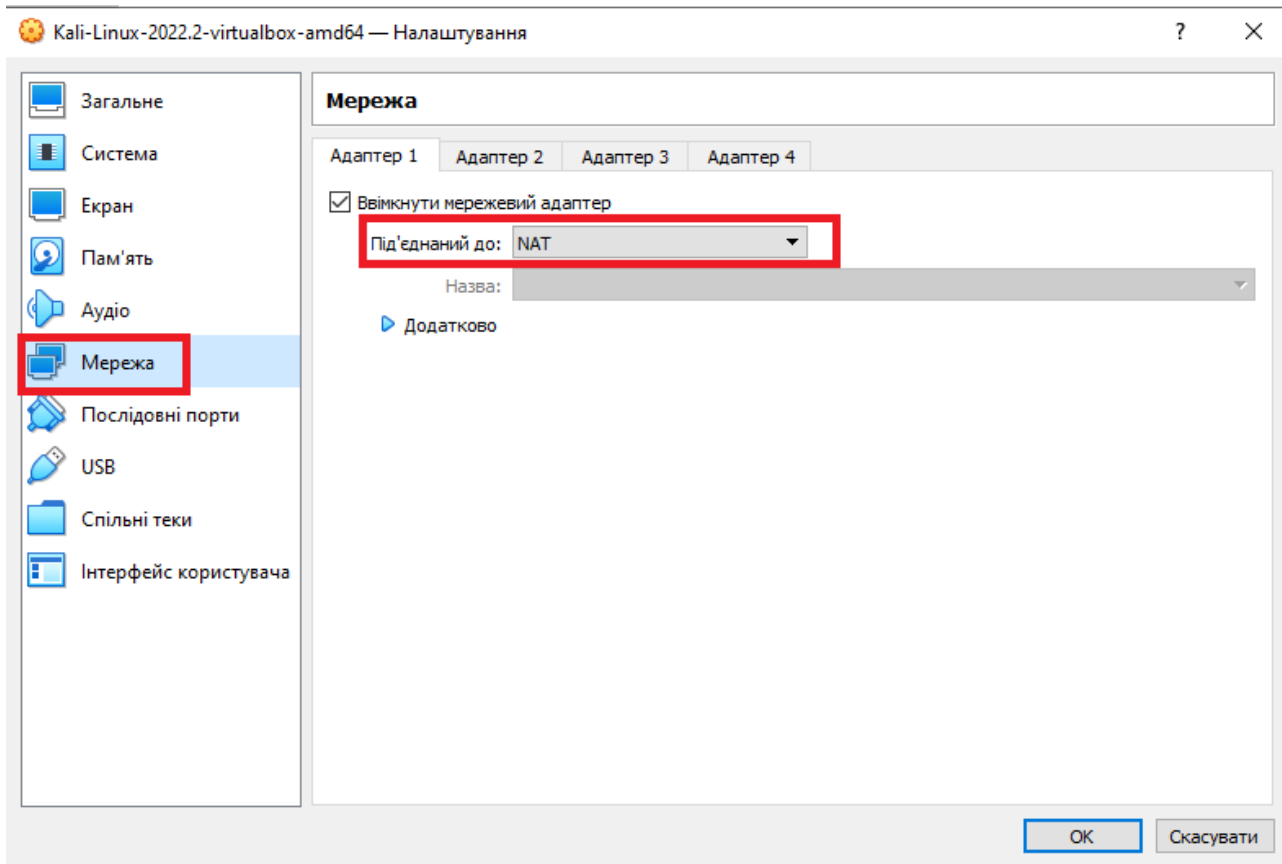 Kali-Linux-2022.2-virtualbox-amd64 — Налаштування
?
Загальне
Система
Екран
Пам'ять
Аудіо
Мережа
Послідовні порти
USB
Спільні теки
Інтерфейс користувача
Мережа
Адаптер 1 Адаптер 2 Адаптер 3 Адаптер 4
Ввімкнути мережевий адаптер
Під'єднаний до: NAT
Назва:
Додатково
OK Скасувати